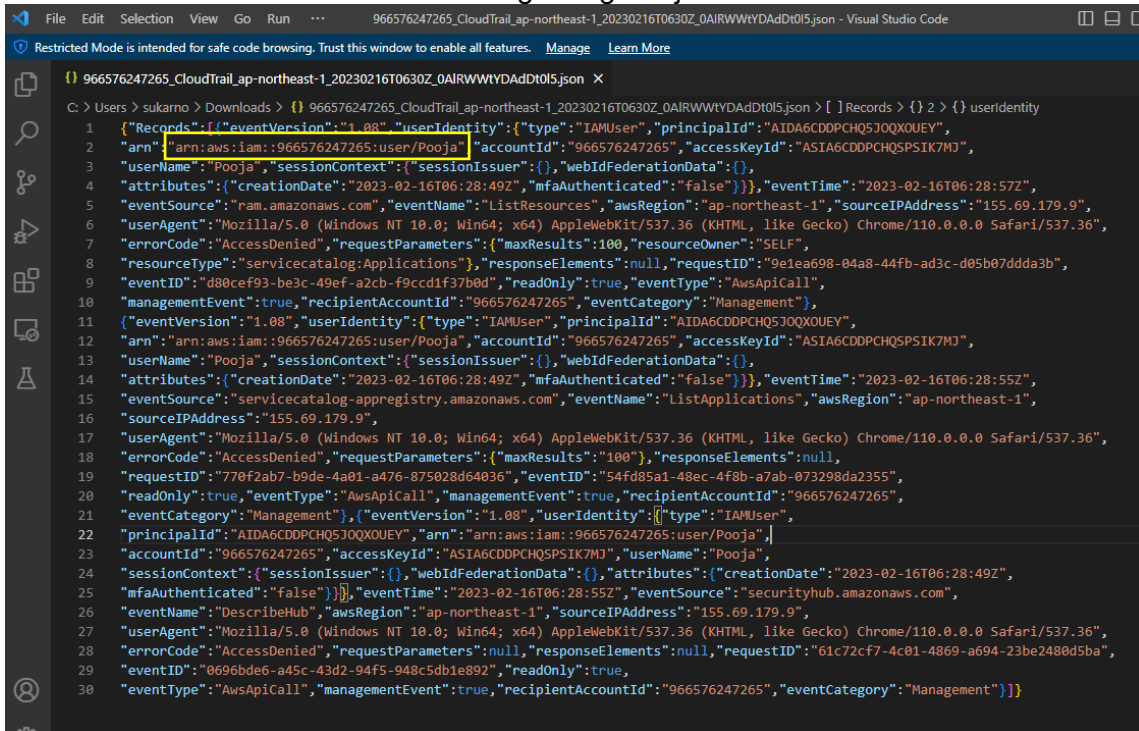 File Edit Selection View Go Run ··· 966576247265_CloudTrail_ap-northeast-1_20230216T0630Z_0AlRWWtYDAdDt0l5.json - Visual Studio Code
Restricted Mode is intended for safe code browsing. Trust this window to enable all features. Manage Learn More
{} 966576247265_CloudTrail_ap-northeast-1_20230216T0630Z_0AlRWWtYDAdDt0l5.json ×
C: > Users > sukarno > Downloads > {} 966576247265_CloudTrail_ap-northeast-1_20230216T0630Z_0AlRWWtYDAdDt0l5.json > [ ] Records > {} 2 > {} userIdentity
1 {"Records":[{"eventVersion":"1.08","userIdentity":{"type":"IAMUser","principalId":"AIDA6CDDPCHQ5JOQXOUEY",
2 "arn":"arn:aws:iam::966576247265:user/Pooja","accountId":"966576247265","accessKeyId":"ASIA6CDDPCHQSPSIK7MJ",
3 "userName":"Pooja","sessionContext":{"sessionIssuer":{},"webIdFederationData":{},
4 "attributes":{"creationDate":"2023-02-16T06:28:49Z","mfaAuthenticated":"false"}}},"eventTime":"2023-02-16T06:28:57Z",
5 "eventSource":"ram.amazonaws.com","eventName":"ListResources","awsRegion":"ap-northeast-1","sourceIPAddress":"155.69.179.9",
6 "userAgent":"Mozilla/5.0 (Windows NT 10.0; Win64; x64) AppleWebKit/537.36 (KHTML, like Gecko) Chrome/110.0.0.0 Safari/537.36",
7 "errorCode":"AccessDenied","requestParameters":{"maxResults":100,"resourceOwner":"SELF",
8 "resourceType":"servicecatalog:Applications"},"responseElements":null,"requestID":"9e1ea698-04a8-44fb-ad3c-d05b07ddda3b",
9 "eventID":"d80cef93-be3c-49ef-a2cb-f9ccd1f37b0d","readOnly":true,"eventType":"AwsApiCall",
10 "managementEvent":true,"recipientAccountId":"966576247265","eventCategory":"Management"},
11 {"eventVersion":"1.08","userIdentity":{"type":"IAMUser","principalId":"AIDA6CDDPCHQ5JOQXOUEY",
12 "arn":"arn:aws:iam::966576247265:user/Pooja","accountId":"966576247265","accessKeyId":"ASIA6CDDPCHQSPSIK7MJ",
13 "userName":"Pooja","sessionContext":{"sessionIssuer":{},"webIdFederationData":{},
14 "attributes":{"creationDate":"2023-02-16T06:28:49Z","mfaAuthenticated":"false"}}},"eventTime":"2023-02-16T06:28:55Z",
15 "eventSource":"servicecatalog-appregistry.amazonaws.com","eventName":"ListApplications","awsRegion":"ap-northeast-1",
16 "sourceIPAddress":"155.69.179.9",
17 "userAgent":"Mozilla/5.0 (Windows NT 10.0; Win64; x64) AppleWebKit/537.36 (KHTML, like Gecko) Chrome/110.0.0.0 Safari/537.36",
18 "errorCode":"AccessDenied","requestParameters":{"maxResults":"100"},"responseElements":null,
19 "requestID":"770f2ab7-b9de-4a01-a476-875028d64036","eventID":"54fd85a1-48ec-4f8b-a7ab-073298da2355",
20 "readOnly":true,"eventType":"AwsApiCall","managementEvent":true,"recipientAccountId":"966576247265",
21 "eventCategory":"Management"},{"eventVersion":"1.08","userIdentity":{"type":"IAMUser",
22 "principalId":"AIDA6CDDPCHQ5JOQXOUEY","arn":"arn:aws:iam::966576247265:user/Pooja",
23 "accountId":"966576247265","accessKeyId":"ASIA6CDDPCHQSPSIK7MJ","userName":"Pooja",
24 "sessionContext":{"sessionIssuer":{},"webIdFederationData":{},"attributes":{"creationDate":"2023-02-16T06:28:49Z",
25 "mfaAuthenticated":"false"}}},"eventTime":"2023-02-16T06:28:55Z","eventSource":"securityhub.amazonaws.com",
26 "eventName":"DescribeHub","awsRegion":"ap-northeast-1","sourceIPAddress":"155.69.179.9",
27 "userAgent":"Mozilla/5.0 (Windows NT 10.0; Win64; x64) AppleWebKit/537.36 (KHTML, like Gecko) Chrome/110.0.0.0 Safari/537.36",
28 "errorCode":"AccessDenied","requestParameters":null,"responseElements":null,"requestID":"61c72cf7-4c01-4869-a694-23be2480d5ba",
29 "eventID":"0696bde6-a45c-43d2-94f5-948c5db1e892","readOnly":true,
30 "eventType":"AwsApiCall","managementEvent":true,"recipientAccountId":"966576247265","eventCategory":"Management"}]}